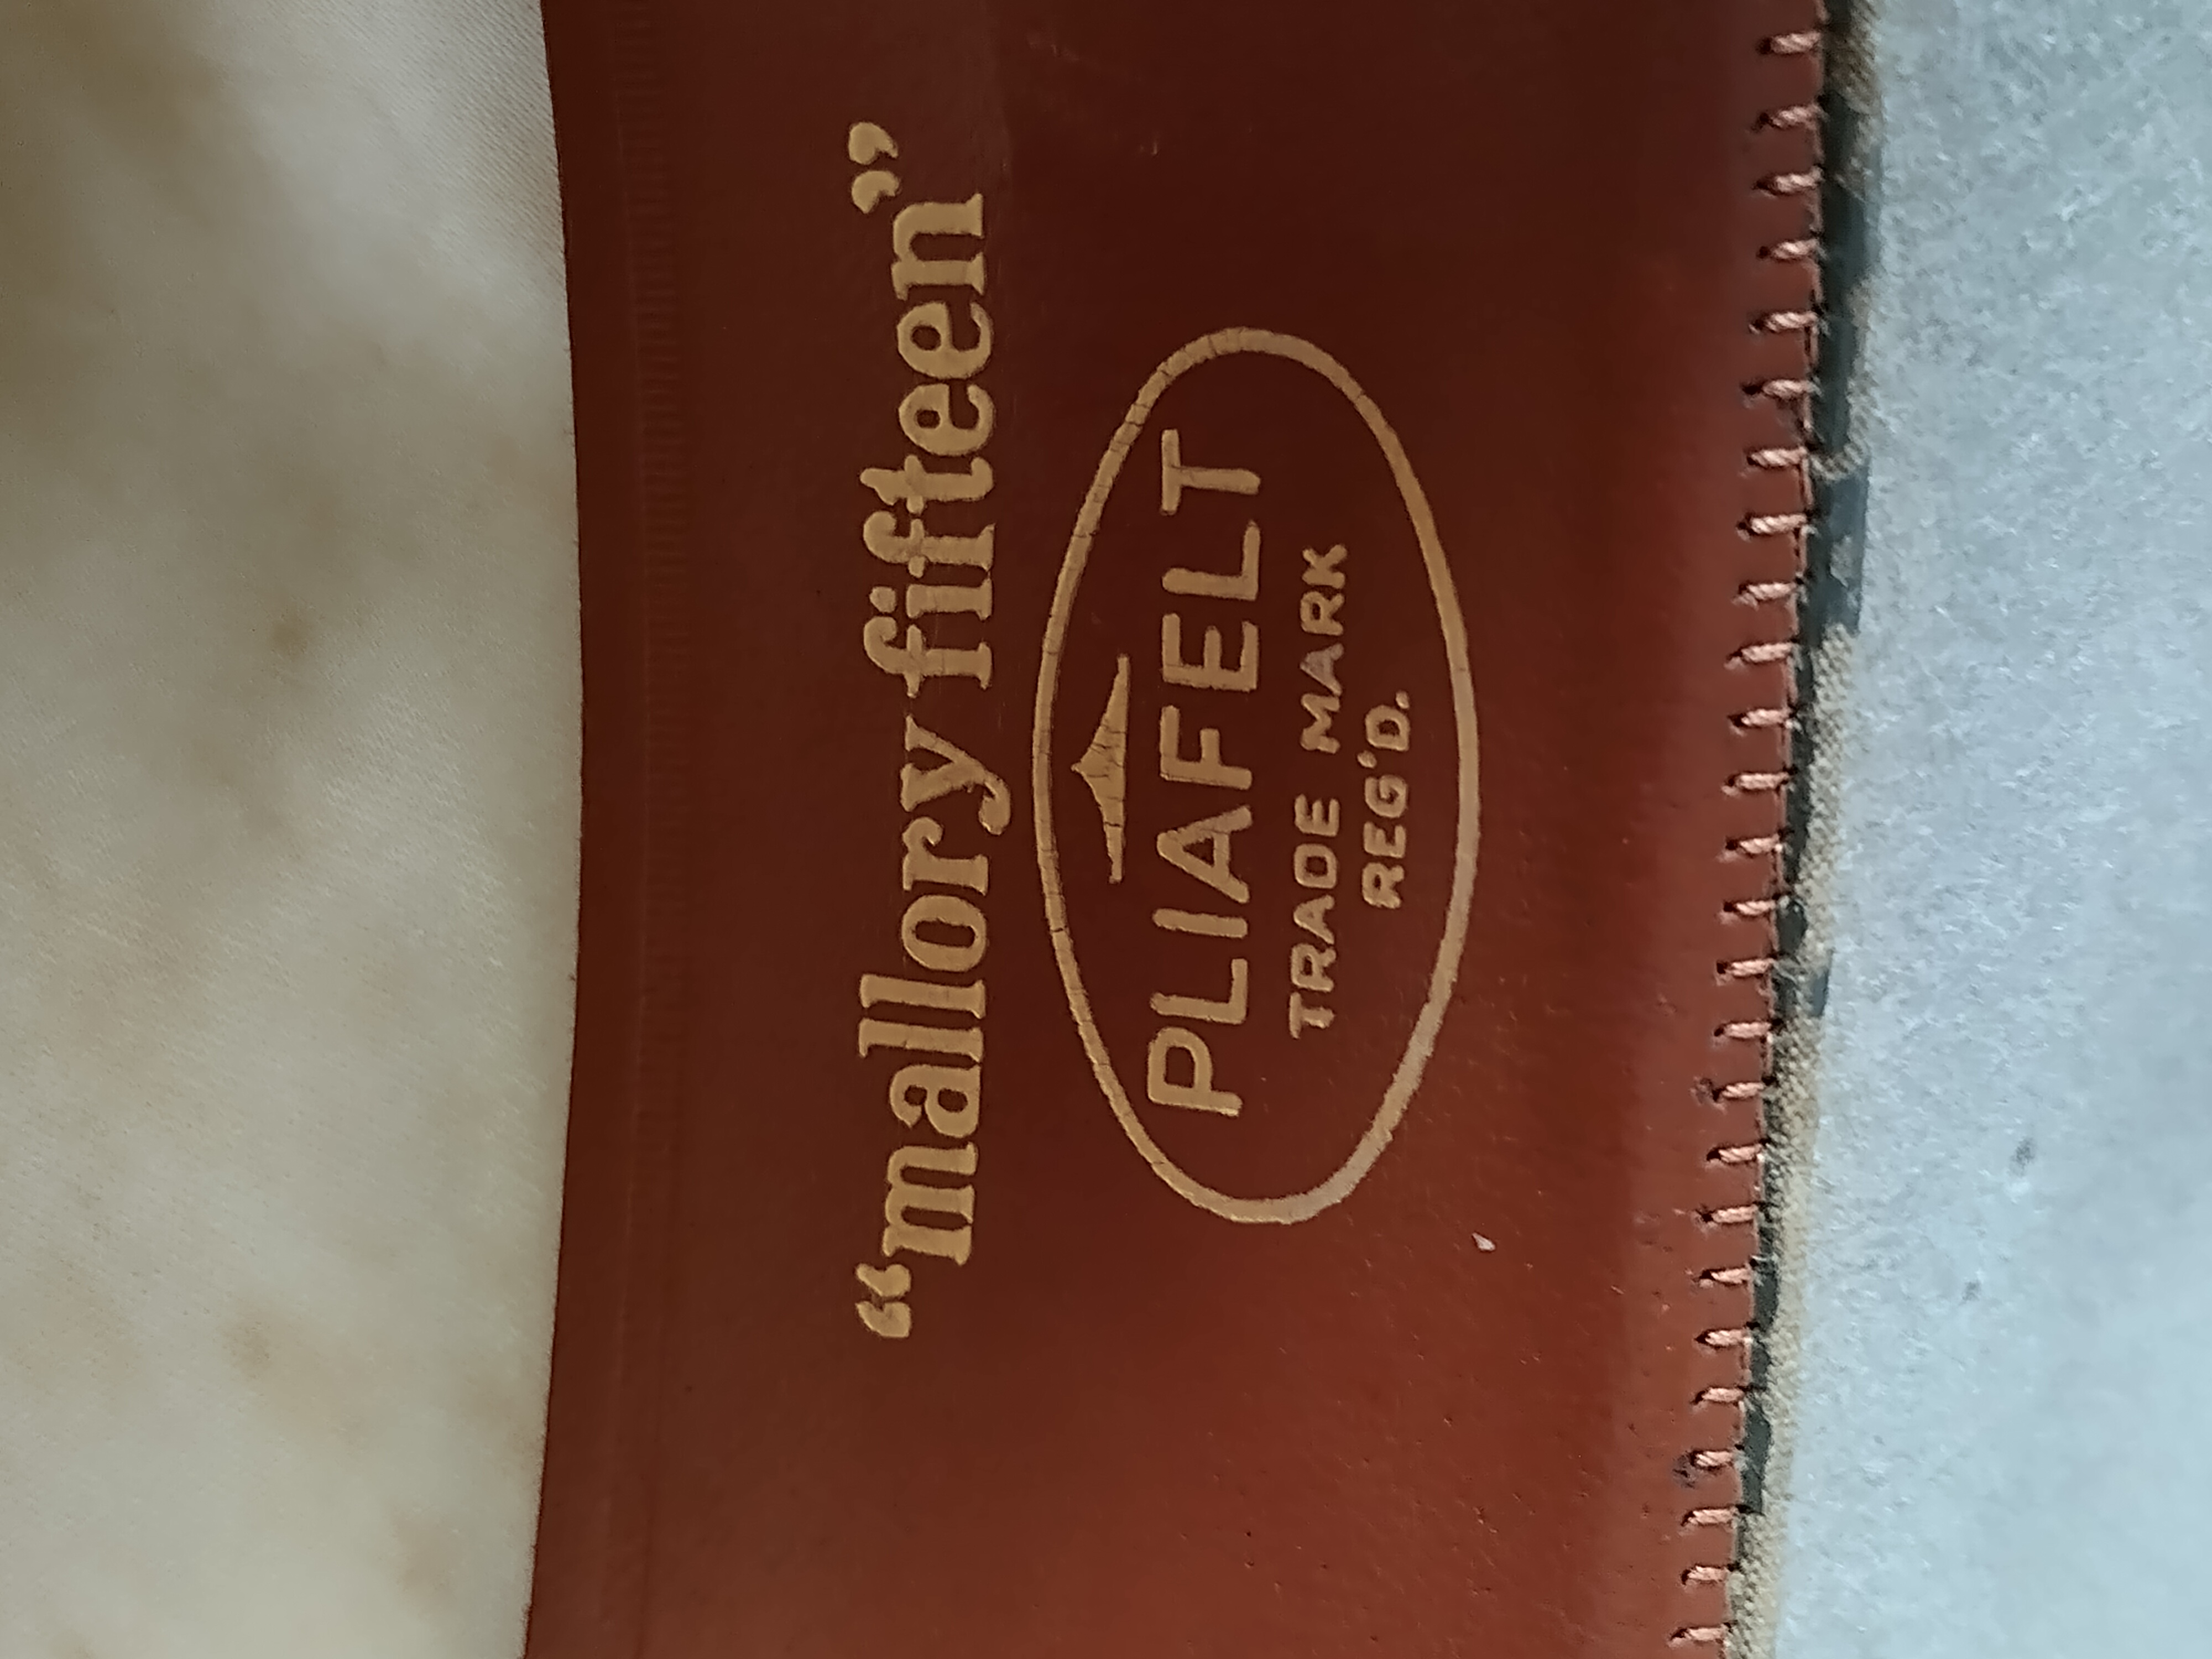 “mallory fifteen”
PLIAFELT
TRADE MARK
REG'D.